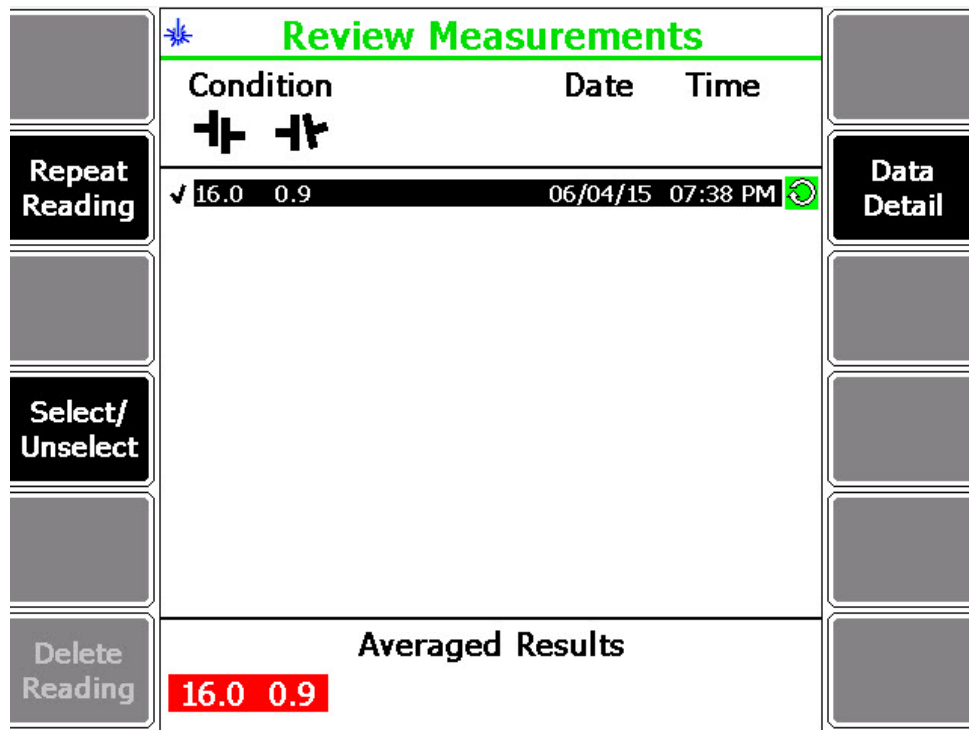 Review Measurements
Condition Date Time
Repeat
Reading
16.0 0.9 06/04/15 07:38 PM
Data
Detail
Select/
Unselect
Averaged Results
Delete
Reading
16.0 0.9